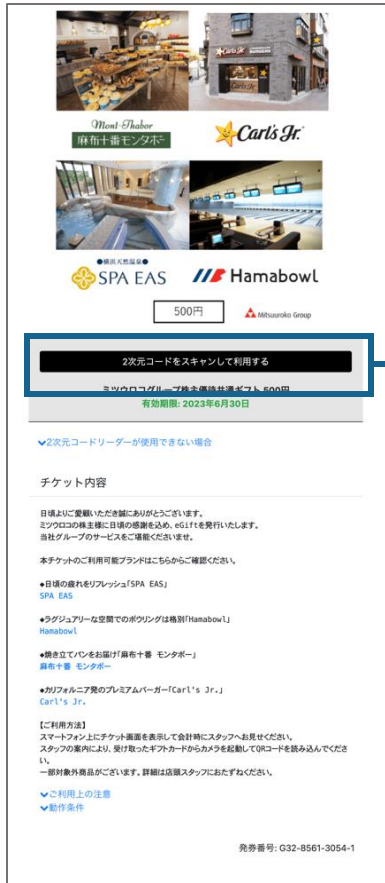 Mont-Thabor
麻布十番モンタボー
Carl's Jr.
●横浜天然温泉●
SPA EAS
Hamabowl
500円
Mitsuuroko Group
2次元コードをスキャンして利用する
ミツウロコグループ株主優待共通ギフト 500円
有効期限: 2023年6月30日
2次元コードリーダーが使用できない場合
チケット内容
日頃よりご愛顧いただき誠にありがとうございます。
ミツウロコの株主様に日頃の感謝を込め、eGiftを発行いたします。
当社グループのサービスをご堪能くださいませ。
本チケットのご利用可能ブランドはこちらからご確認ください。
◆日頃の疲れをリフレッシュ「SPA EAS」
SPA EAS
◆ラグジュアリーな空間でのボウリングは格別「Hamabowl」
Hamabowl
◆焼き立てパンをお届け「麻布十番 モンタボー」
麻布十番 モンタボー
◆カリフォルニア発のプレミアムバーガー「Carl's Jr.」
Carl's Jr.
【ご利用方法】
スマートフォン上にチケット画面を表示して会計時にスタッフへお見せください。
スタッフの案内により、受け取ったギフトカードからカメラを起動してQRコードを読み込んでくださ
い。
一部対象外商品がございます。詳細は店頭スタッフにおたずねください。
ご利用上の注意
動作条件
発券番号: G32-8561-3054-1